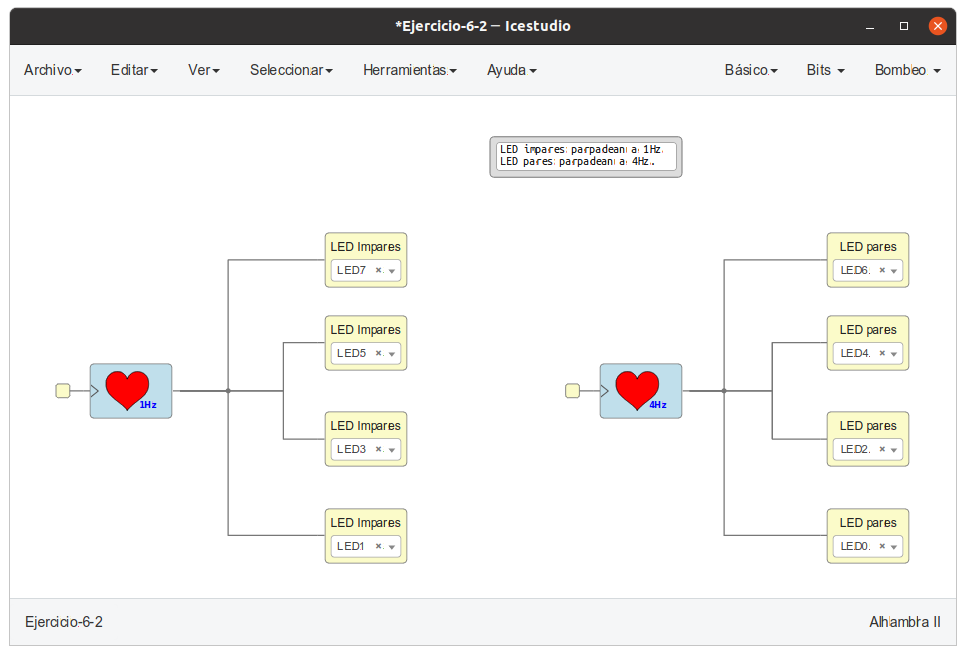 *Ejercicio-6-2 — Icestudio
Archivo Editar Ver Seleccionar Herramientas Ayuda Básico Bits Bombeo
LED impares: parpadean a 1Hz.
LED pares: parpadean a 4Hz.
LED Impares
LED7
LED pares
LED6
LED Impares
LED5
LED pares
LED4
1Hz
4Hz
LED Impares
LED3
LED pares
LED2
LED Impares
LED1
LED pares
LED0
Ejercicio-6-2
Alhambra II